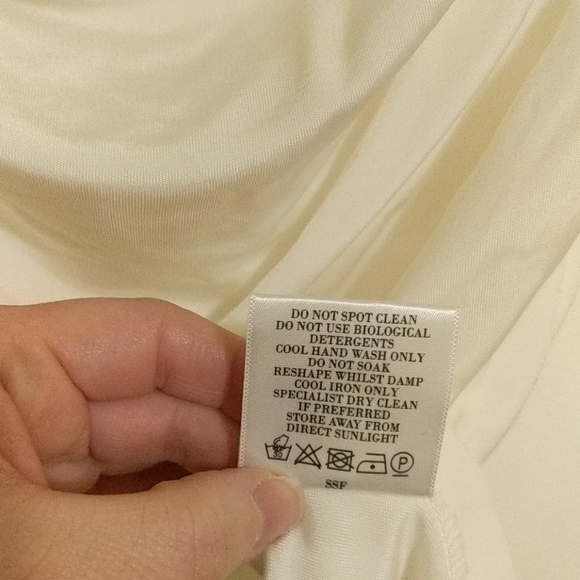 DO NOT SPOT CLEAN
DO NOT USE BIOLOGICAL
DETERGENTS
COOL HAND WASH ONLY
DO NOT SOAK
RESHAPE WHILST DAMP
COOL IRON ONLY
SPECIALIST DRY CLEAN
IF PREFERRED
STORE AWAY FROM
DIRECT SUNLIGHT
P
SSF